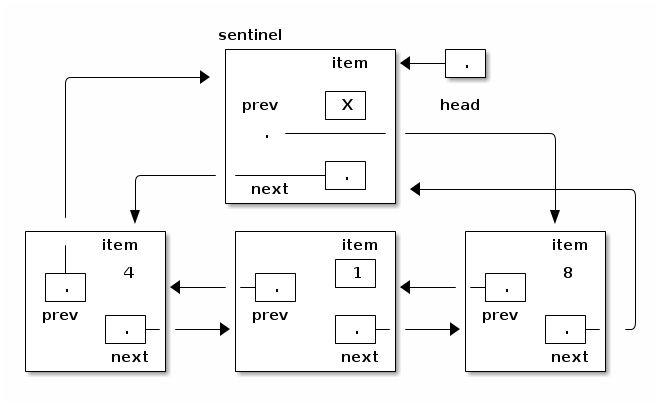 sentinel
item
.
prev
X
head
.
.
next
item
4
.
prev
.
next
item
1
.
prev
.
next
item
8
.
prev
.
next